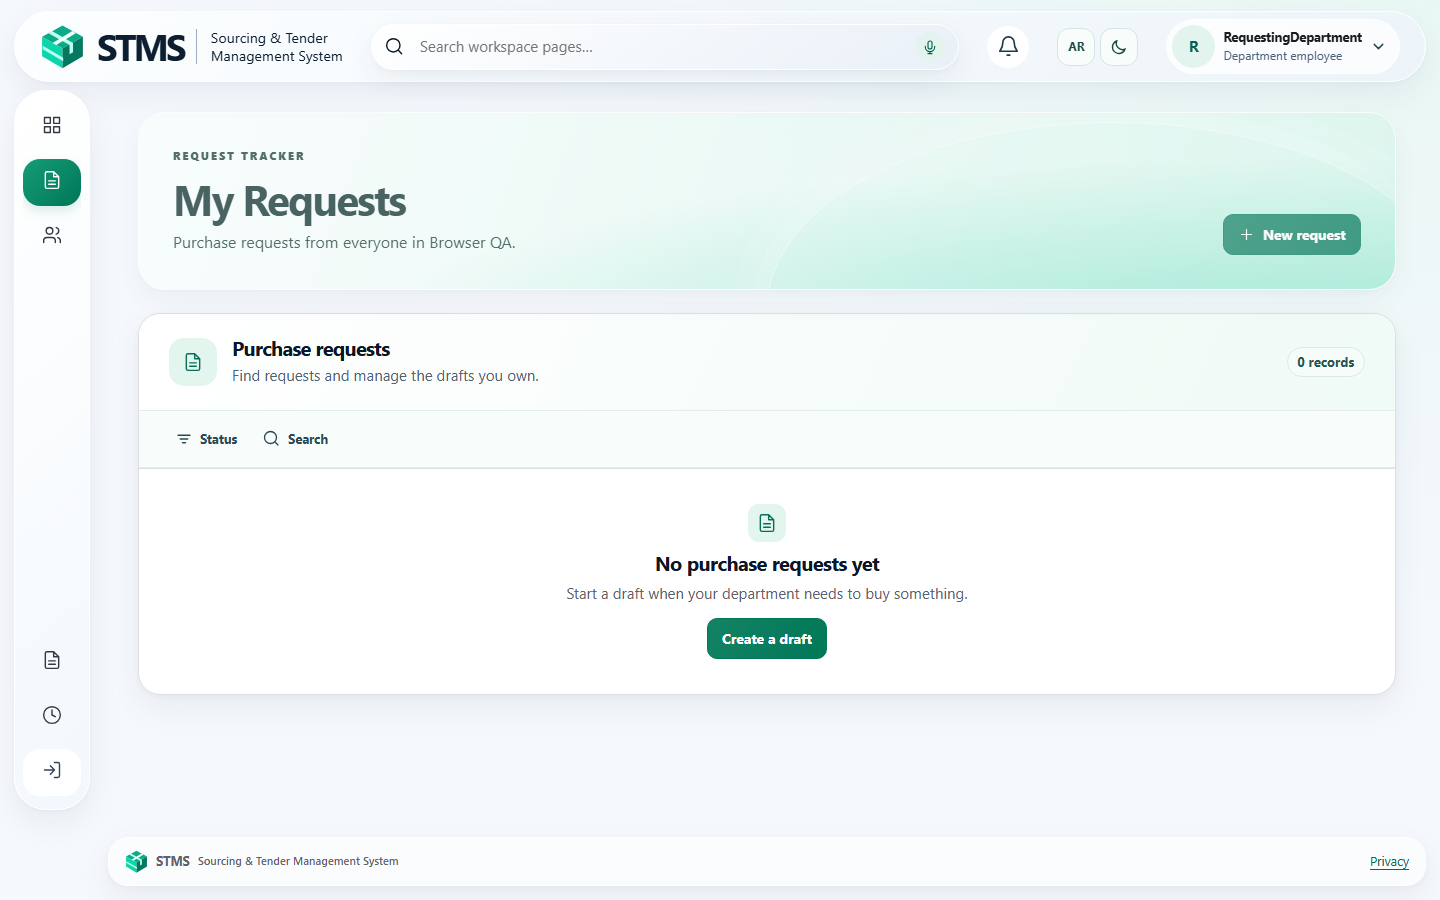 STMS
Sourcing & Tender
Management System
Search workspace pages...
AR
R
RequestingDepartment
Department employee
REQUEST TRACKER
My Requests
Purchase requests from everyone in Browser QA.
New request
Purchase requests
Find requests and manage the drafts you own.
0 records
Status
Search
No purchase requests yet
Start a draft when your department needs to buy something.
Create a draft
STMS
Sourcing & Tender Management System
Privacy